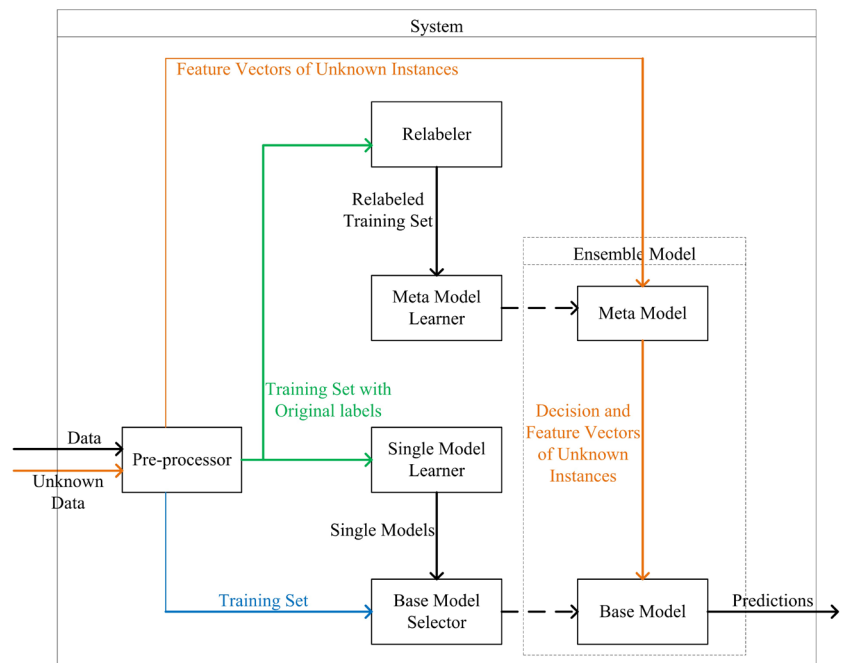 System
Feature Vectors of Unknown Instances
Relabeler
Relabeled
Training Set
Ensemble Model
Meta Model
Learner
Meta Model
Training Set with
Original labels
Decision and
Feature Vectors
of Unknown
Instances
Data
Pre-processor
Unknown
Data
Single Model
Learner
Single Models
Training Set
Base Model
Selector
Base Model
Predictions